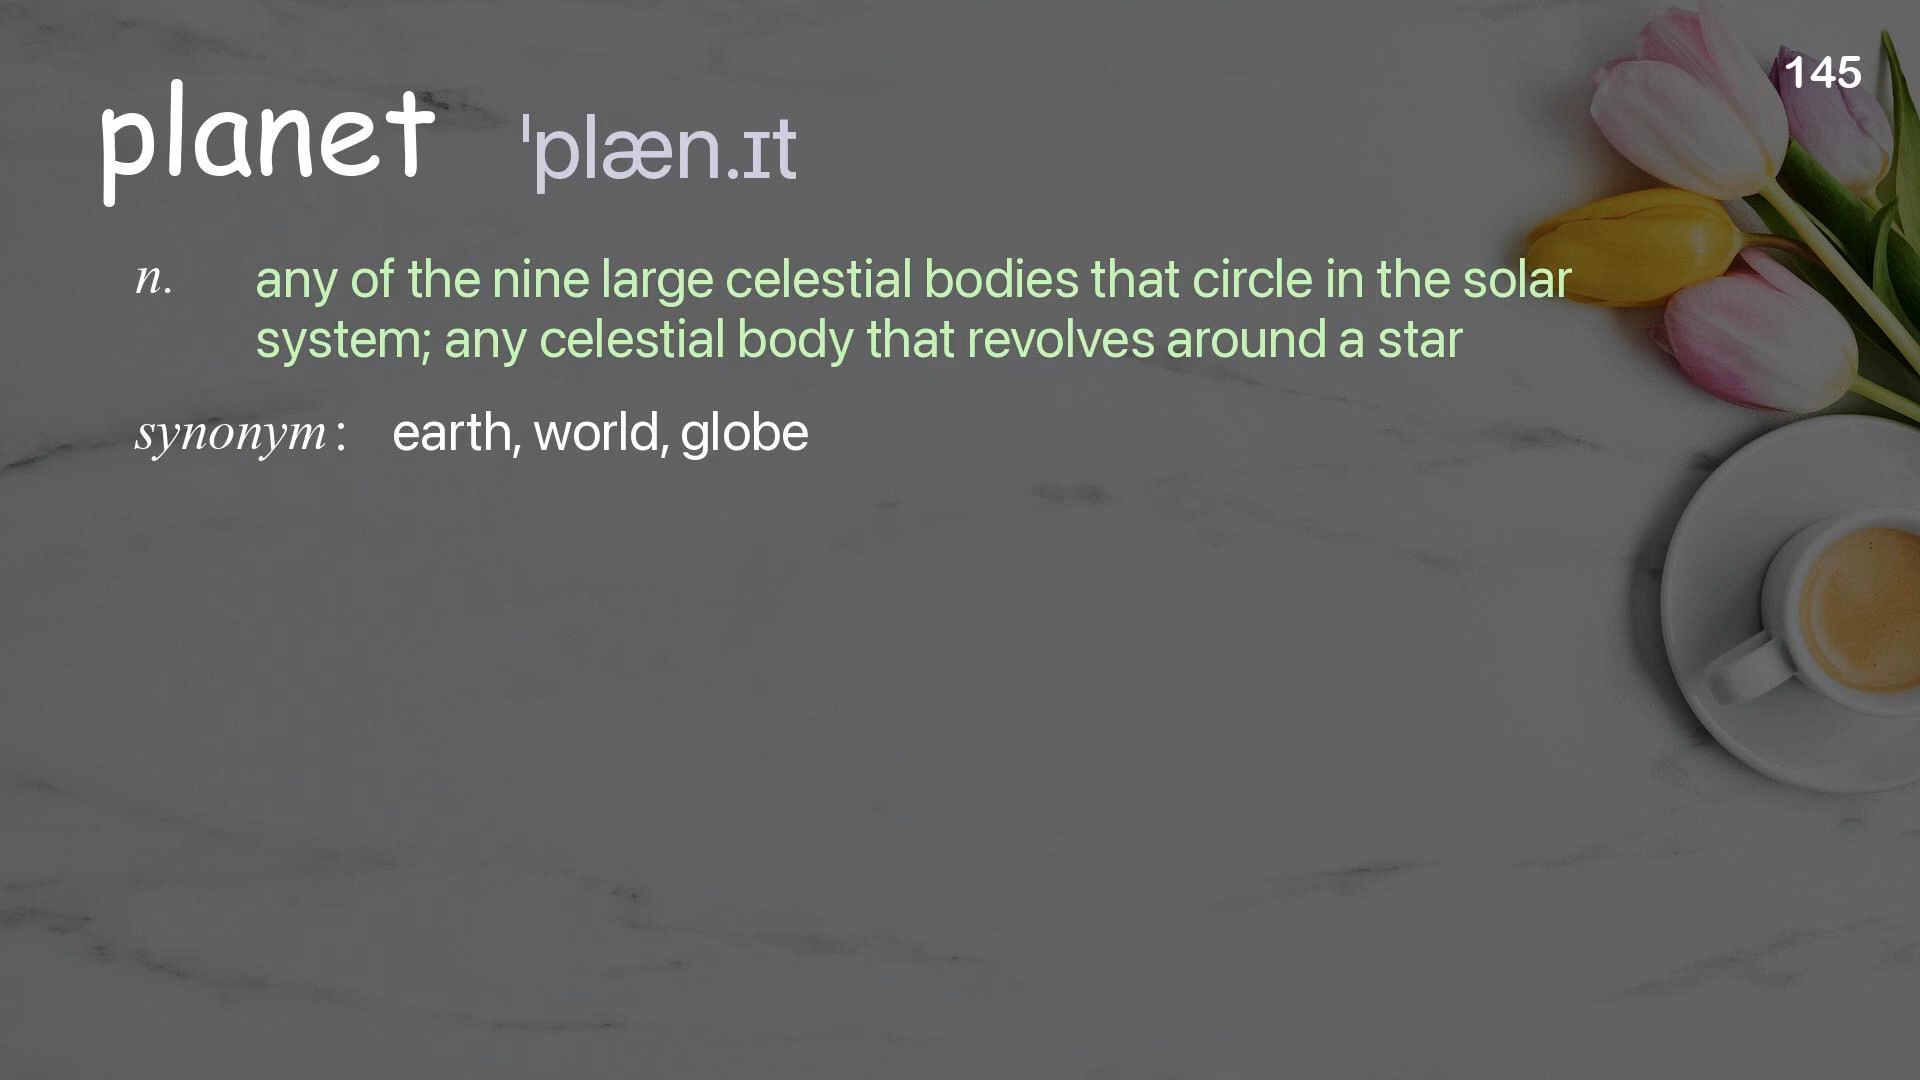 145
planet ˈplæn.ɪt
n. any of the nine large celestial bodies that circle in the solar
system; any celestial body that revolves around a star
synonym: earth, world, globe